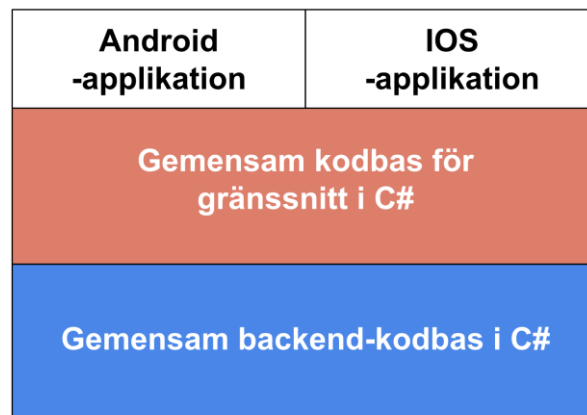 Android
-applikation
IOS
-applikation
Gemensam kodbas för
gränssnitt i C#
Gemensam backend-kodbas i C#